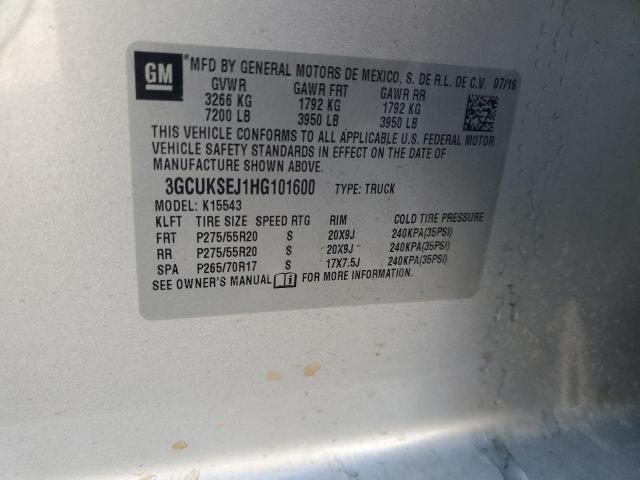 GM
*MFD BY GENERAL MOTORS DE MEXICO, S. DE R.L. DE C.V. 07/16
GVWR GAWR FRT GAWR RR
3266 KG 1792 KG 1792 KG
7200 LB 3950 LB 3950 LB
THIS VEHICLE CONFORMS TO ALL APPLICABLE U.S. FEDERAL MOTOR
VEHICLE SAFETY STANDARDS IN EFFECT ON THE DATE OF
MANUFACTURE SHOWN ABOVE.
3GCUKSEJ1HG101600 TYPE: TRUCK
MODEL: K15543
KLFT TIRE SIZE SPEED RTG RIM COLD TIRE PRESSURE
FRT P275/55R20 S 20X9J 240KPA(35PSI)
RR P275/55R20 S 20X9J 240KPA(35PSI)
SPA P265/70R17 S 17X7.5J 240KPA(35PSI)
SEE OWNER'S MANUAL FOR MORE INFORMATION.